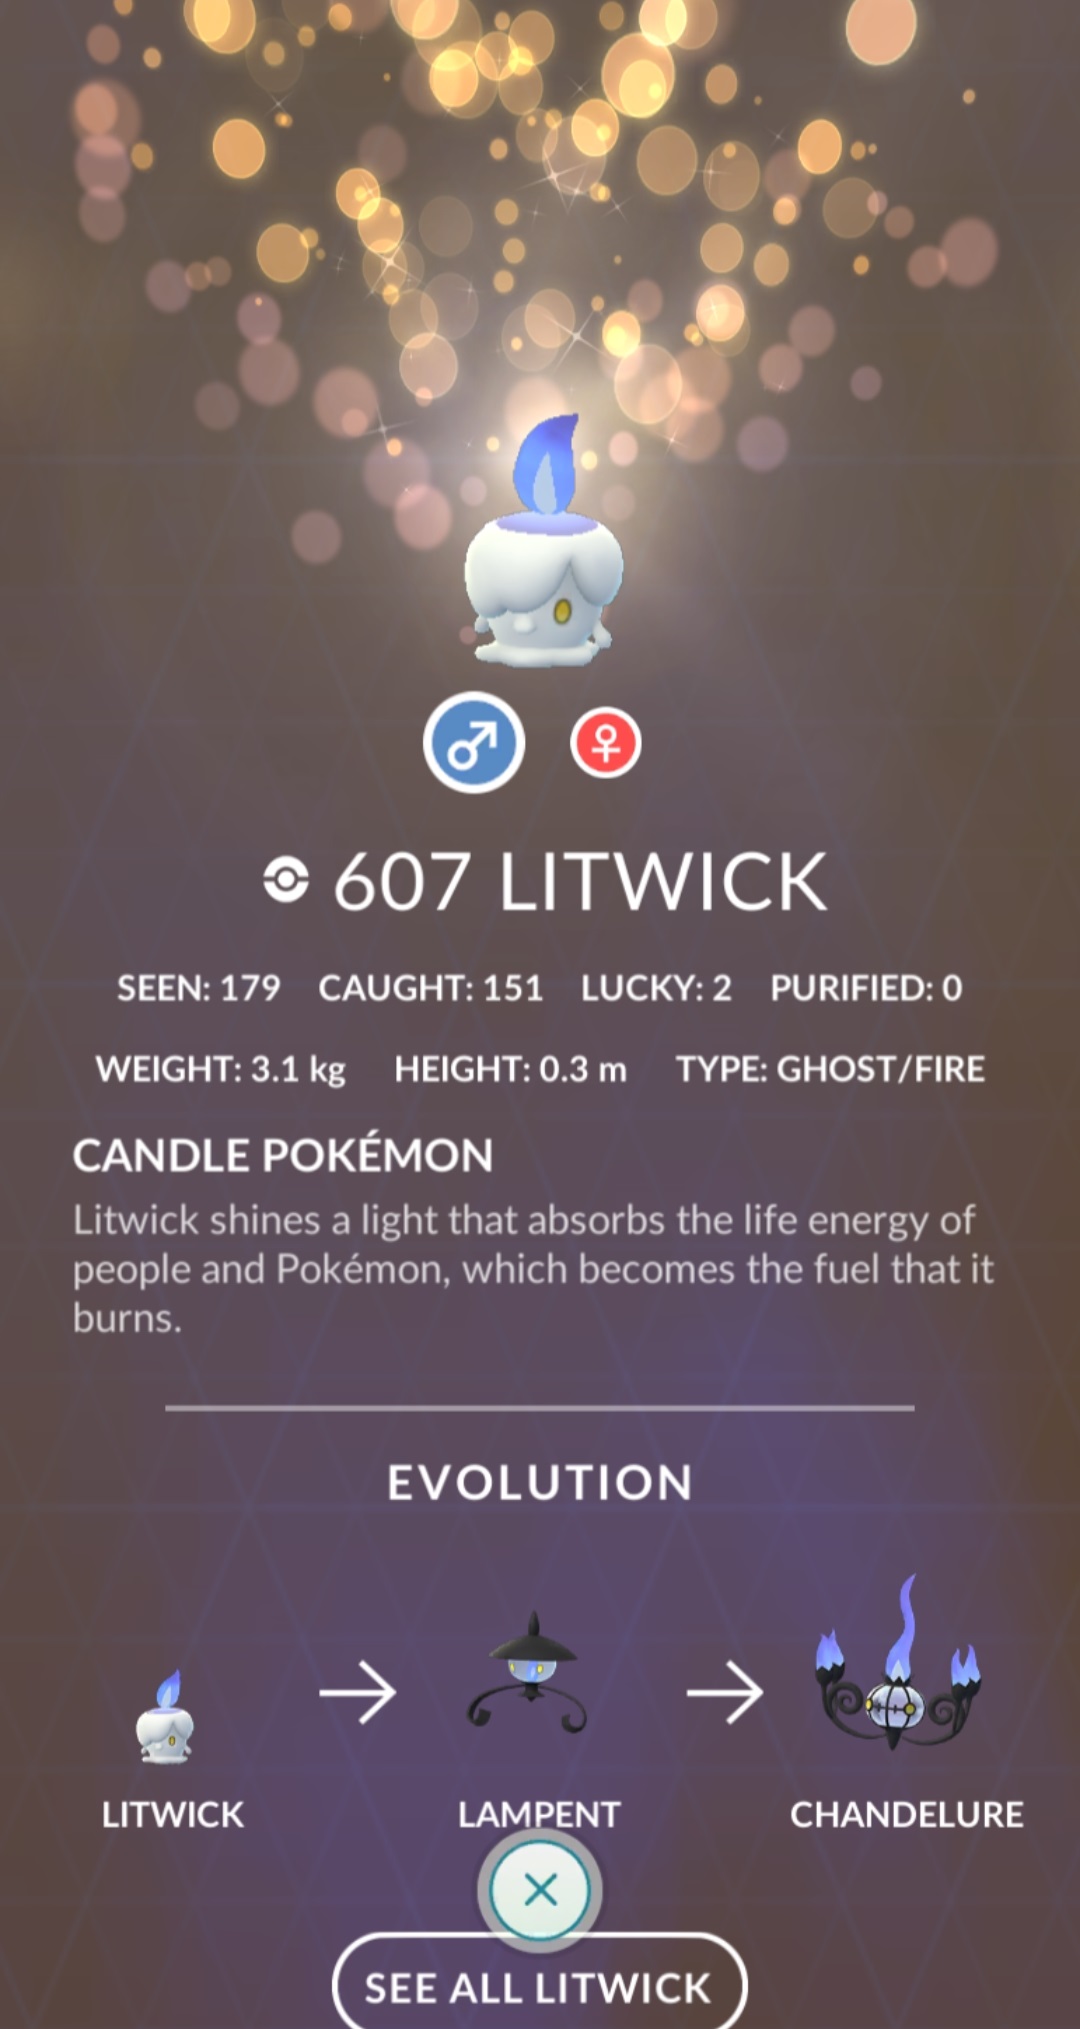 607 LITWICK
SEEN: 179 CAUGHT: 151 LUCKY: 2 PURIFIED: 0
WEIGHT: 3.1 kg HEIGHT: 0.3 m TYPE: GHOST/FIRE
CANDLE POKÉMON
Litwick shines a light that absorbs the life energy of
people and Pokémon, which becomes the fuel that it
burns.
EVOLUTION
LITWICK LAMPENT CHANDELURE
SEE ALL LITWICK